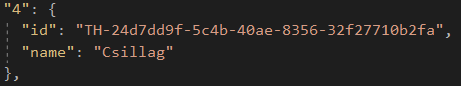 "4": {
"id": "TH-24d7dd9f-5c4b-40ae-8356-32f27710b2fa",
"name": "Csillag"
},